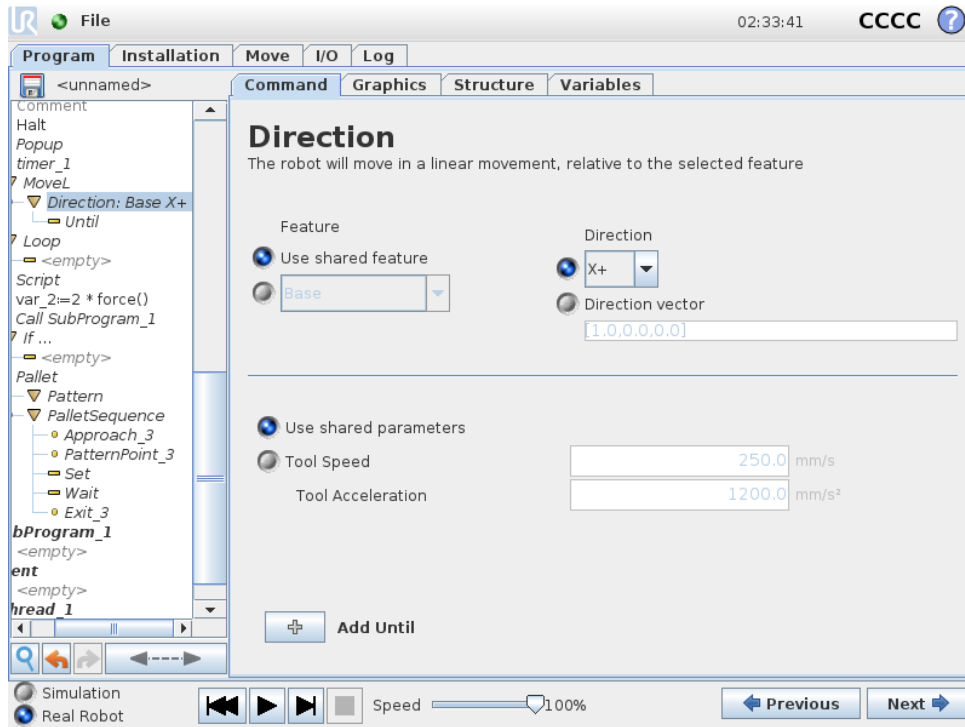 UR File 02:33:41 CCCC ?
Program Installation Move I/O Log
<unnamed>
Command Graphics Structure Variables
Comment
Halt
Popup
timer_1
MoveL
Direction: Base X+
Until
Loop
<empty>
Script
var_2:=2 * force()
Call SubProgram_1
If ...
<empty>
Pallet
Pattern
PalletSequence
Approach_3
PatternPoint_3
Set
Wait
Exit_3
bProgram_1
<empty>
ent
<empty>
hread_1
Direction
The robot will move in a linear movement, relative to the selected feature
Feature
Use shared feature
Base
Direction
X+
Direction vector
[1.0,0.0,0.0]
Use shared parameters
Tool Speed 250.0 mm/s
Tool Acceleration 1200.0 mm/s²
Add Until
Simulation
Real Robot
Speed 100%
Previous Next